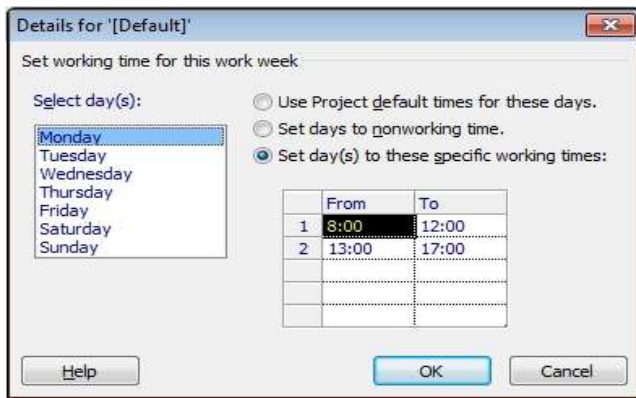 Details for '[Default]'
Set working time for this work week
Select day(s):
Monday
Tuesday
Wednesday
Thursday
Friday
Saturday
Sunday
Use Project default times for these days.
Set days to nonworking time.
Set day(s) to these specific working times:
From To
1 8:00 12:00
2 13:00 17:00
Help OK Cancel